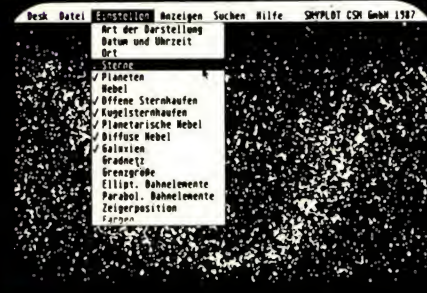 Desk Datei Einstellen Anzeigen Suchen Hilfe SKYPLOT CSH GmbH 1987
Art der Darstellung
Datum und Uhrzeit
Ort
Sterne
✓ Planeten
Nebel
✓ Offene Sternhaufen
✓ Kugelsternhaufen
✓ Planetarische Nebel
✓ Diffuse Nebel
✓ Galaxien
Gradnetz
Grenzgröße
Ellipt. Bahnelemente
Parabol. Bahnelemente
Zeigerposition
Farben